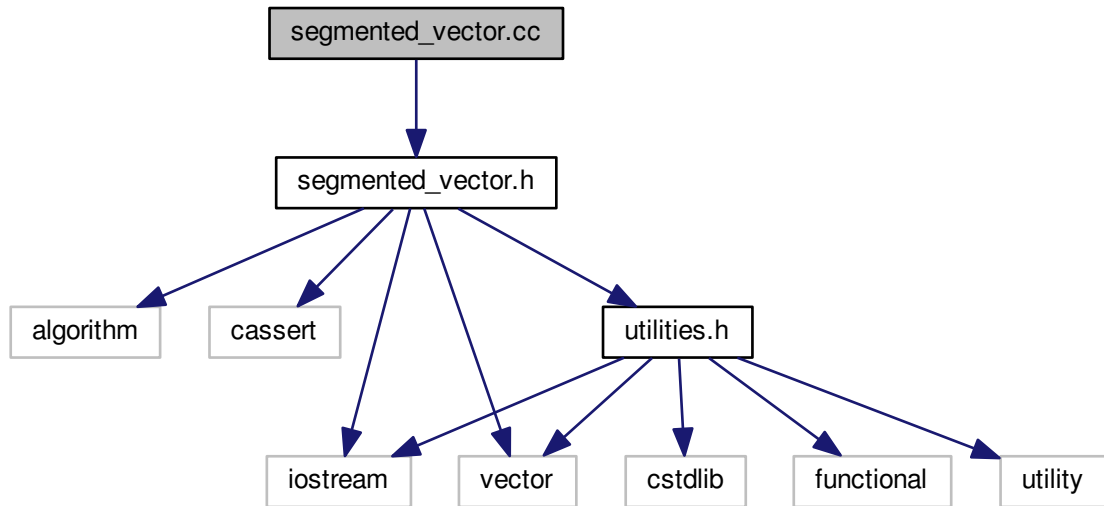 segmented_vector.cc
segmented_vector.h
algorithm
cassert
utilities.h
iostream
vector
cstdlib
functional
utility